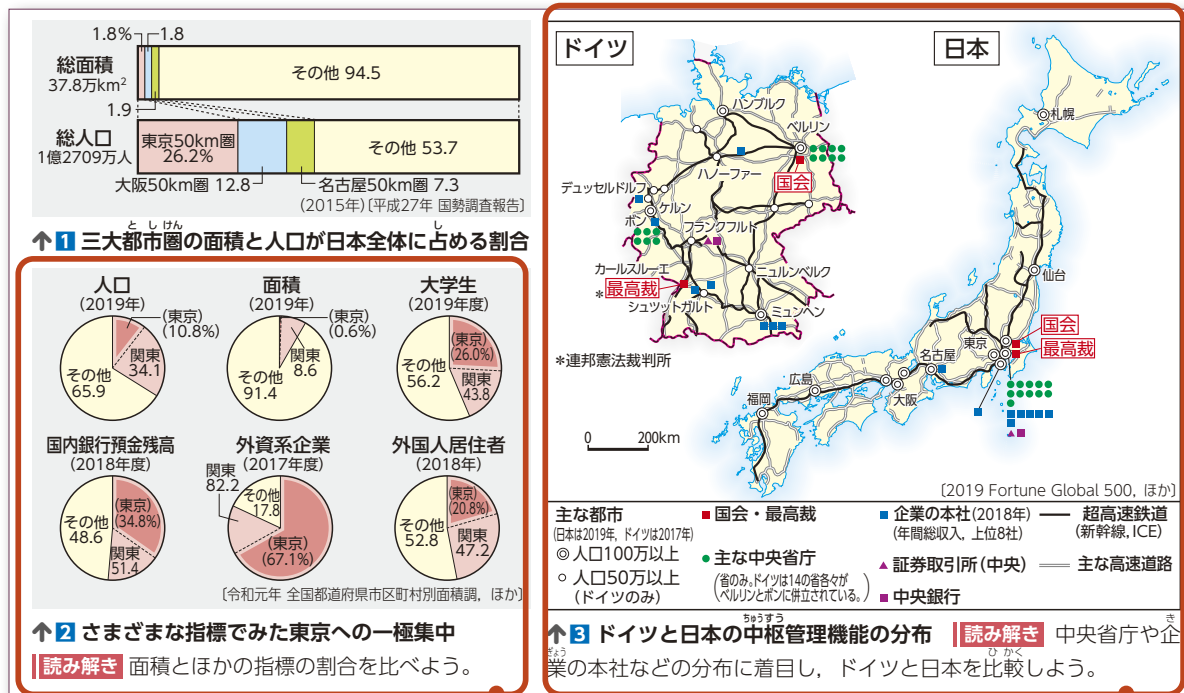 1.8%
1.8
総面積
37.8万km²
その他 94.5
1.9
総人口
1億2709万人
東京50km圏
26.2%
その他 53.7
大阪50km圏 12.8
名古屋50km圏 7.3
(2015年)〔平成27年 国勢調査報告〕
と し けん
し
↑1 三大都市圏の面積と人口が日本全体に占める割合
人口
(2019年)
(東京)
(10.8%)
関東
34.1
その他
65.9
面積
(2019年)
(東京)
(0.6%)
関東
8.6
その他
91.4
大学生
(2019年度)
(東京)
(26.0%)
その他
56.2
関東
43.8
国内銀行預金残高
(2018年度)
(東京)
(34.8%)
その他
48.6
関東
51.4
外資系企業
(2017年度)
関東
82.2
その他
17.8
(東京)
(67.1%)
外国人居住者
(2018年)
(東京)
(20.8%)
その他
52.8
関東
47.2
〔令和元年 全国都道府県市区町村別面積調, ほか〕
↑2 さまざまな指標でみた東京への一極集中
読み解き 面積とほかの指標の割合を比べよう。
ドイツ
ハンブルク
ベルリン
国会
ハノーファー
デュッセルドルフ
ケルン
ボン
フランクフルト
カールスルーエ
*
最高裁
ニュルンベルク
シュツットガルト
ミュンヘン
*連邦憲法裁判所
日本
札幌
仙台
国会
最高裁
東京
名古屋
大阪
広島
福岡
0 200km
〔2019 Fortune Global 500, ほか〕
主な都市
(日本は2019年, ドイツは2017年)
人口100万以上
人口50万以上
(ドイツのみ)
国会・最高裁
主な中央省庁
(省のみ。ドイツは14の省各々が
ベルリンとボンに併立されている。)
企業の本社(2018年)
(年間総収入, 上位8社)
証券取引所(中央)
中央銀行
超高速鉄道
(新幹線, ICE)
主な高速道路
ちゅうすう
↑3 ドイツと日本の中枢管理機能の分布 読み解き 中央省庁や企
き
ぎょう
ひ かく
業の本社などの分布に着目し, ドイツと日本を比較しよう。